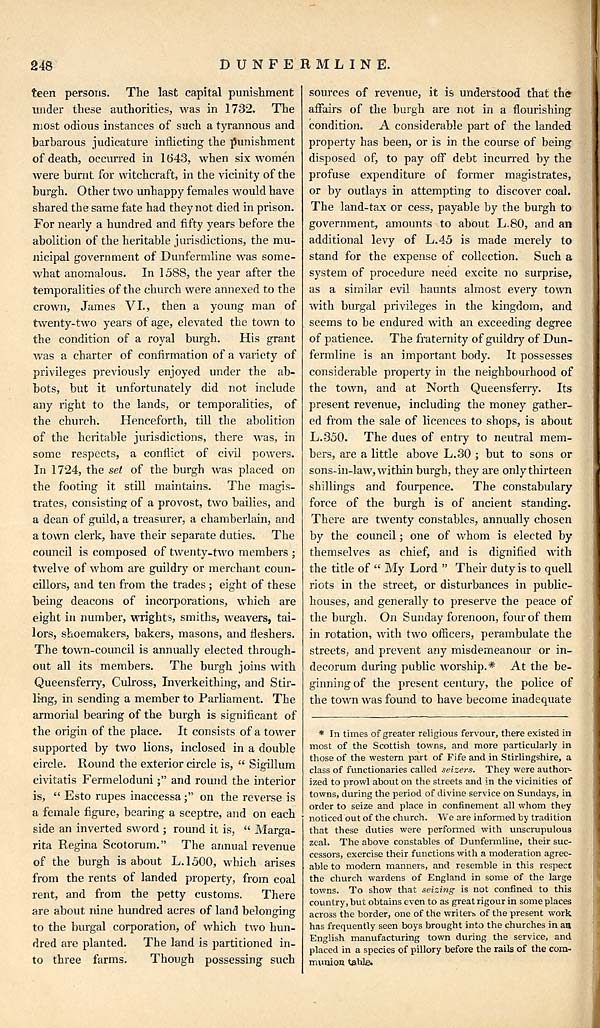 248
DUNFERMLINE.
teen persons. The last capital punishment
under these authorities, was in 1732. The
most odious instances of such a tyrannous and
barbarous judicature inflicting the punishment
of death, occurred in 1643, when six women
were burnt for witchcraft, in the vicinity of the
burgh. Other two unhappy females would have
shared the same fate had they not died in prison.
For nearly a hundred and fifty years before the
abolition of the heritable jurisdictions, the mu-
nicipal government of Dunfermline was some-
what anomalous. In 1588, the year after the
temporalities of the church were annexed to the
crown, James VI., then a young man of
twenty-two years of age, elevated the town to
the condition of a royal burgh. His grant
was a charter of confirmation of a variety of
privileges previously enjoyed under the ab-
bots, but it unfortunately did not include
any right to the lands, or temporalities, of
the church. Henceforth, till the abolition
of the heritable jurisdictions, there was, in
some respects, a conflict of civil powers.
In 1724, the set of the burgh was placed on
the footing it still maintains. The magis-
trates, consisting of a provost, two bailies, and
a dean of guild, a treasurer, a chamberlain, and
a town clerk, have their separate duties. The
council is composed of twenty-two members ;
twelve of whom are guildry or merchant coun-
cillors, and ten from the trades ; eight of these
being deacons of incorporations, which are
eight in number, wrights, smiths, weavers, tai-
lors, shoemakers, bakers, masons, and fleshers.
The town-council is annually elected through-
out all its members. The burgh joins with
Queensferry, Culross, Inverkeithing, and Stir-
ling, in sending a member to Parliament. The
armorial bearing of the burgh is significant of
the origin of the place. It consists of a tower
supported by two lions, inclosed in a double
circle. Round the exterior circle is, “ Sigillum
civitatis Fermeloduni ;” and round the interior
is, “ Esto rupes inaccessa ;” on the reverse is
a female figure, bearing a sceptre, and on each
side an inverted sword ; round it is, “ Marga-
rita Regina Scotorum.” The annual revenue
of the burgh is about L.1500, which arises
from the rents of landed property, from coal
rent, and from the petty customs. There
are about nine hundred acres of land belonging
to the burgal corporation, of which two hun-
dred are planted. The land is partitioned in-
to three farms. Though possessing such
sources of revenue, it is understood that the
affairs of the burgh are not in a flourishing
condition. A considerable part of the landed
property has been, or is in the course of being
disposed of, to pay off debt incurred by the
profuse expenditure of former magistrates,
or by outlays in attempting to discover coal.
The land-tax or cess, payable by the burgh to
government, amounts to about L.80, and an
additional levy of L.45 is made merely to
stand for the expense of collection. Such a
system of procedure need excite no surprise,
as a similar evil haunts almost every town
with burgal privileges in the kingdom, and
seems to be endured with an exceeding degree
of patience. The fraternity of guildry of Dun-
fermline is an important body. It possesses
considerable property in the neighbourhood of
the town, and at North Queensferry. Its
present revenue, including the money gather-
ed from the sale of licences to shops, is about
L.350. The dues of entry to neutral mem-
bers, are a little above L.30 ; but to sons or
sons-in-law, within burgh, they are only thirteen
shillings and fourpence. The constabulary
force of the burgh is of ancient standing.
There are twenty constables, annually chosen
by the council ; one of whom is elected by
themselves as chief, and is dignified with
the title of “ My Lord ” Their duty is to quell
riots in the street, or disturbances in public-
houses, and generally to preserve the peace of
the burgh. On Sunday forenoon, four of them
in rotation, with two officers, perambulate the
streets, and prevent any misdemeanour or in-
decorum during public worship.* At the be-
ginning of the present century, the police of
the town was found to have become inadequate
* In times of greater religious fervour, there existed in
most of the Scottish towns, and more particularly in
those of the western part of Fife and in Stirlingshire, a
class of functionaries called seizers. They were author-
ized to prowl about on the streets and in the vicinities of
towns, during the period of divine service on Sundays, in
order to seize and place in confinement all whom they
noticed out of the church. We are informed by tradition
that these duties were performed with unscrupulous
zeal. The above constables of Dunfermline, their suc-
cessors, exercise their functions with a moderation agree-
able to modern manners, and resemble in this respect
the church wardens of England in some of the large
towns. To show that seizing is not confined to this
country, but obtains even to as great rigour in some places
across the border, one of the writers of the present work
has frequently seen boys brought into the churches in an
English manufacturing town during the service, and
placed in a species of pillory before the rails of the com-
munion table.